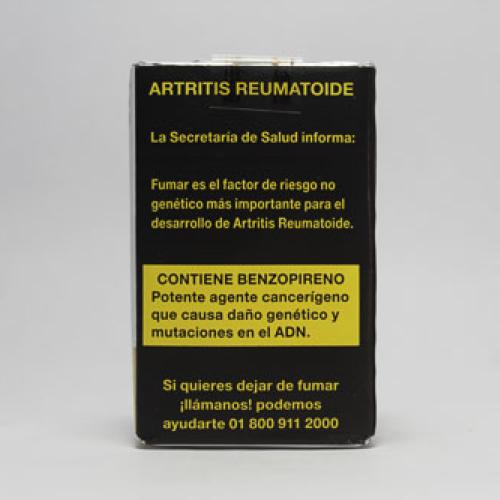 ARTRITIS REUMATOIDE
La Secretaría de Salud informa:
Fumar es el factor de riesgo no
genético más importante para el
desarrollo de Artritis Reumatoide.
CONTIENE BENZOPIRENO
Potente agente cancerígeno
que causa daño genético y
mutaciones en el ADN.
Si quieres dejar de fumar
¡llámanos! podemos
ayudarte 01 800 911 2000